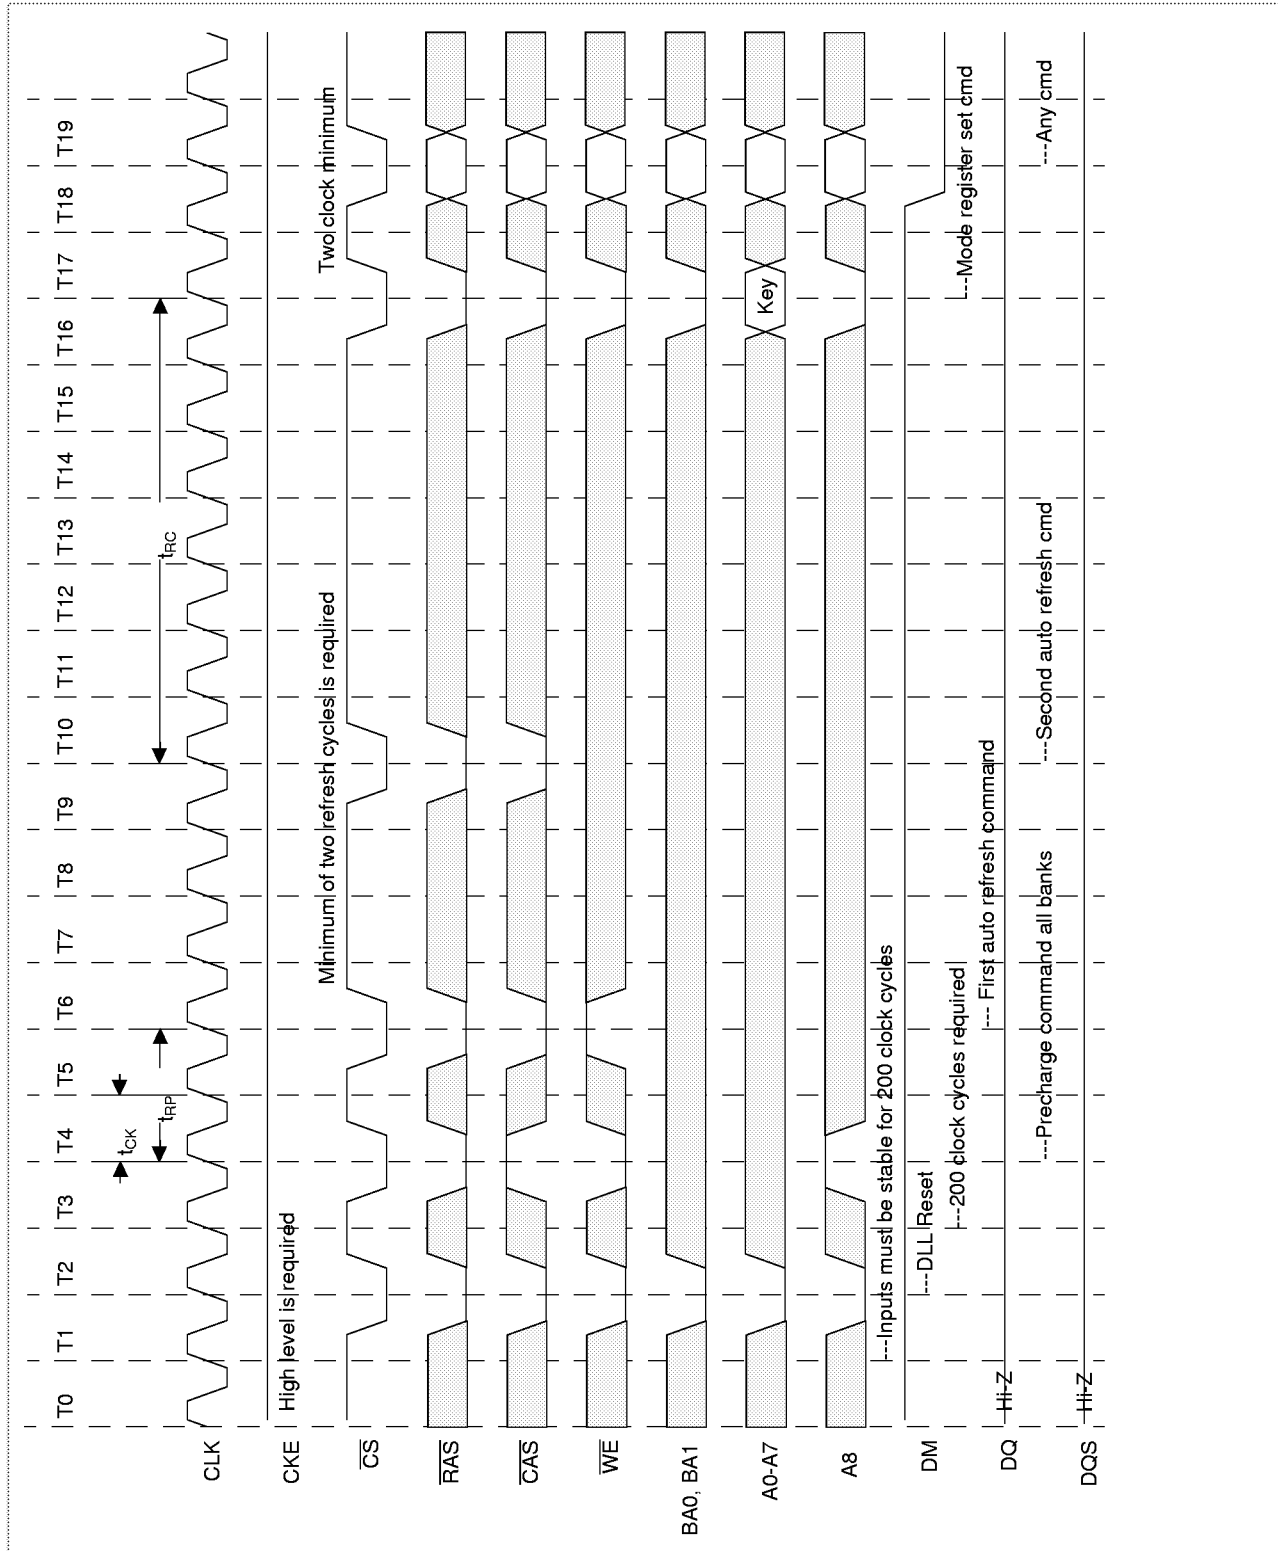 T0 T1 T2 T3 T4 T5 T6 T7 T8 T9 T10 T11 T12 T13 T14 T15 T16 T17 T18 T19
tCK
tRP
tRC
CLK
CKE
High level is required
Minimum of two refresh cycles is required
Two clock minimum
CS
RAS
CAS
WE
BA0, BA1
A0-A7
Key
A8
---Inputs must be stable for 200 clock cycles
DM
---DLL Reset
---200 clock cycles required
---Mode register set cmd
--- First auto refresh command
DQ
Hi-Z
---Precharge command all banks
---Second auto refresh cmd
---Any cmd
DQS
Hi-Z